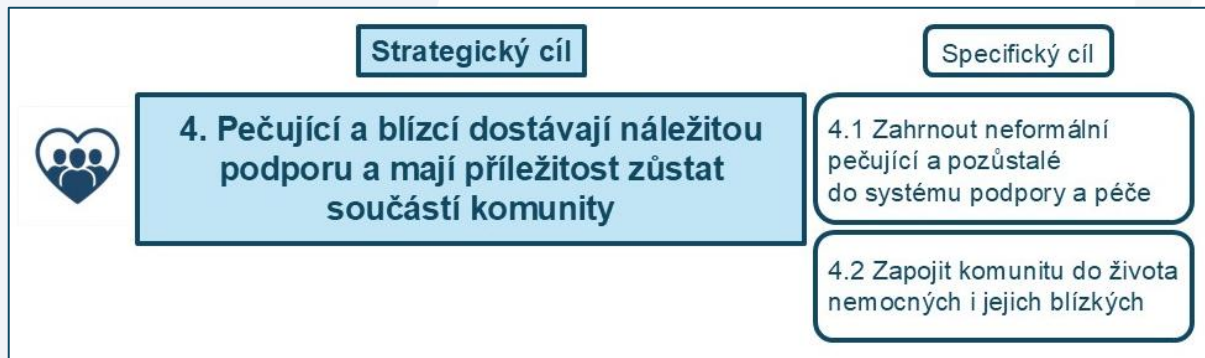 Strategický cíl
Specifický cíl
4. Pečující a blízcí dostávají náležitou
podporu a mají příležitost zůstat
součástí komunity
4.1 Zahrnout neformální
pečující a pozůstalé
do systému podpory a péče
4.2 Zapojit komunitu do života
nemocných i jejich blízkých